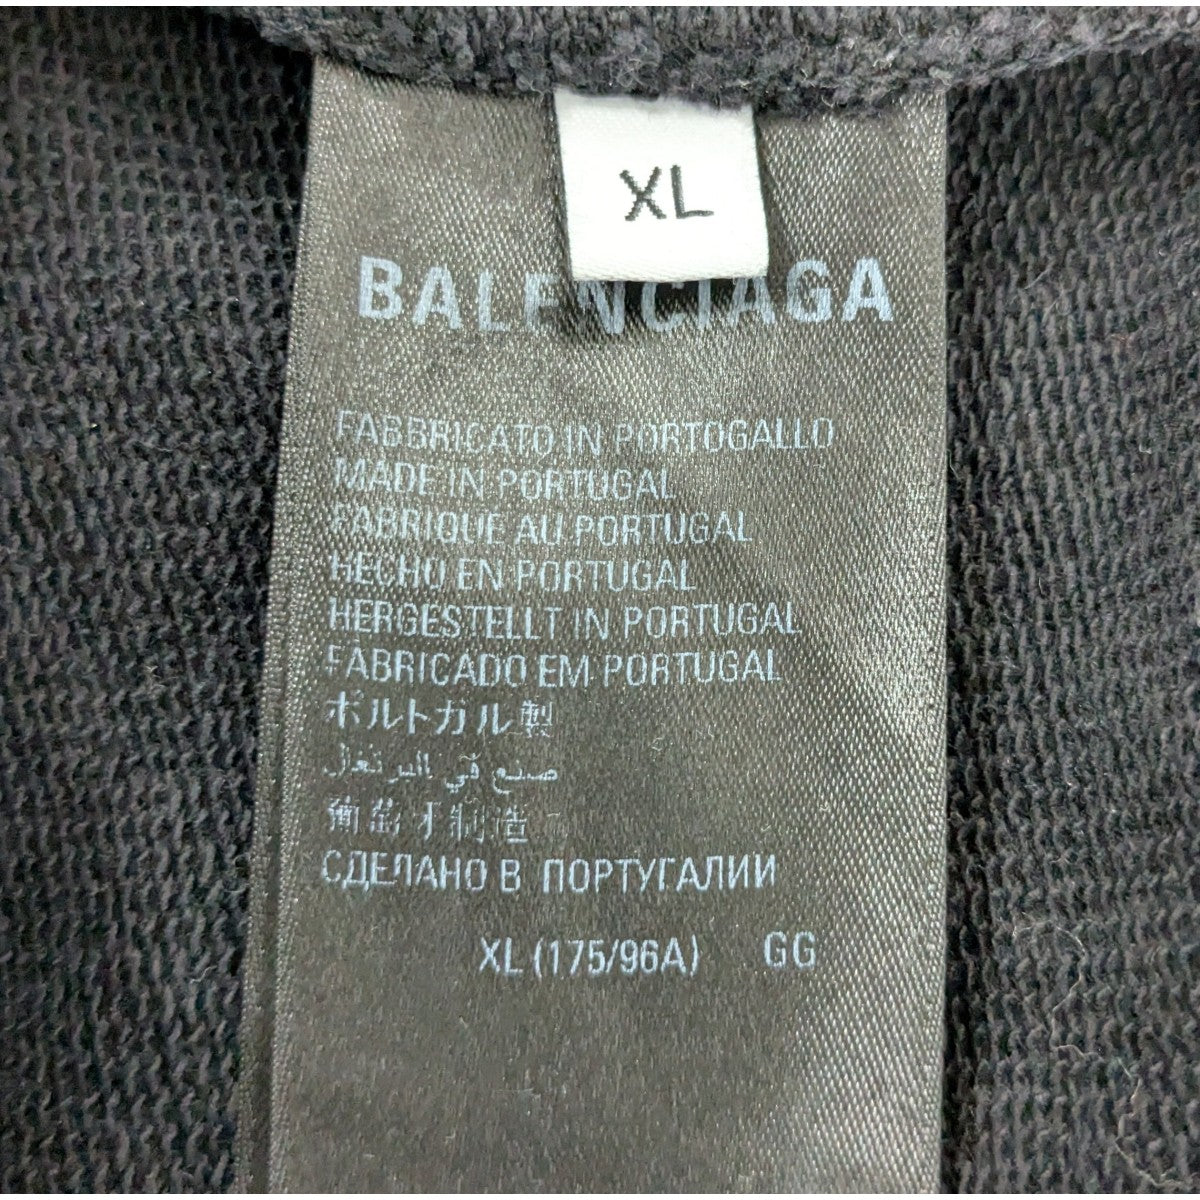 XL
BALENCIAGA
FABBRICATO IN PORTOGALLO
MADE IN PORTUGAL
FABRIQUE AU PORTUGAL
HECHO EN PORTUGAL
HERGESTELLT IN PORTUGAL
FABRICADO EM PORTUGAL
ポルトガル製
صنع في البرتغال
葡萄牙制造
СДЕЛАНО В ПОРТУГАЛИИ
XL (175/96A) GG